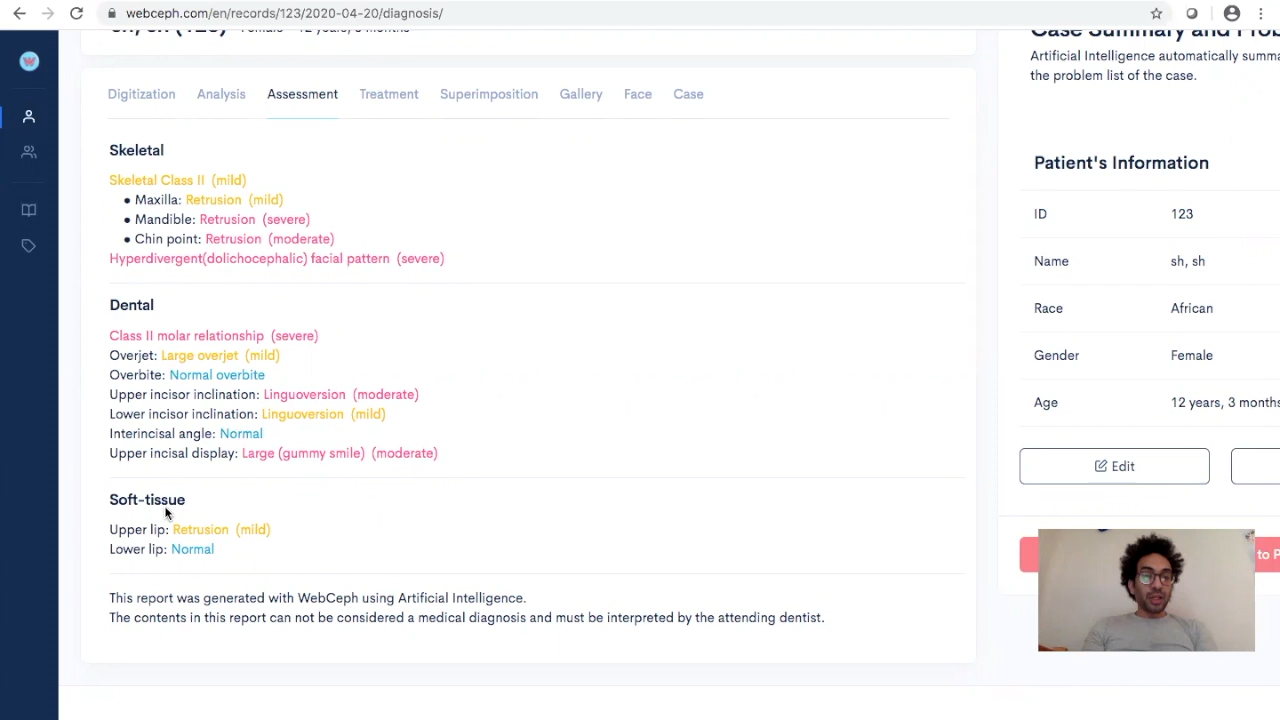 webceph.com/en/records/123/2020-04-20/diagnosis/
Digitization Analysis Assessment Treatment Superimposition Gallery Face Case
Skeletal
Skeletal Class II (mild)
• Maxilla: Retrusion (mild)
• Mandible: Retrusion (severe)
• Chin point: Retrusion (moderate)
Hyperdivergent(dolichocephalic) facial pattern (severe)
Dental
Class II molar relationship (severe)
Overjet: Large overjet (mild)
Overbite: Normal overbite
Upper incisor inclination: Linguoversion (moderate)
Lower incisor inclination: Linguoversion (mild)
Interincisal angle: Normal
Upper incisal display: Large (gummy smile) (moderate)
Soft-tissue
Upper lip: Retrusion (mild)
Lower lip: Normal
This report was generated with WebCeph using Artificial Intelligence.
The contents in this report can not be considered a medical diagnosis and must be interpreted by the attending dentist.
Case Summary and Prob
Artificial Intelligence automatically summa
the problem list of the case.
Patient's Information
ID 123
Name sh, sh
Race African
Gender Female
Age 12 years, 3 months
Edit
to P